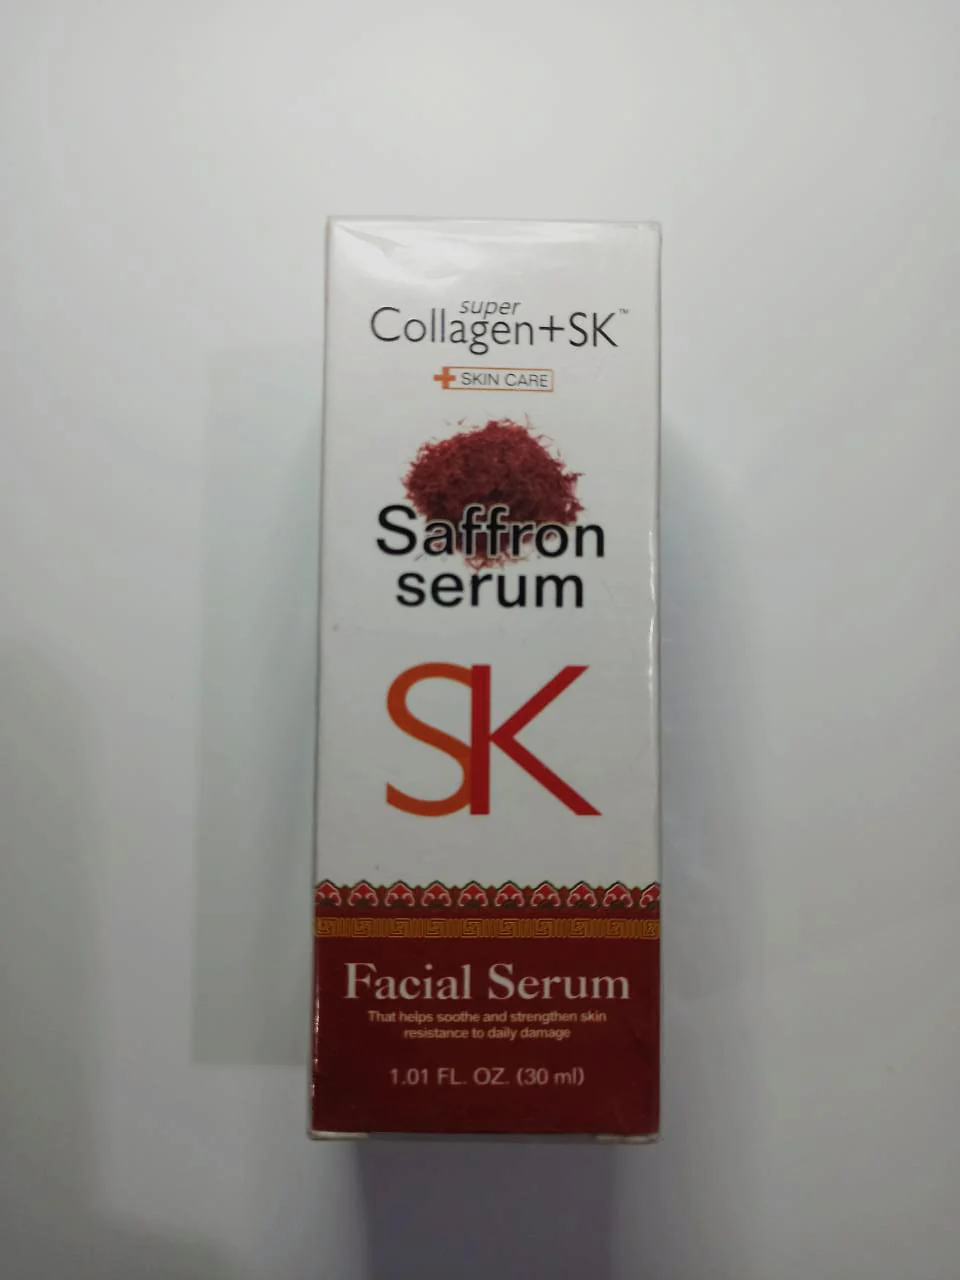 super
Collagen+SK™
SKIN CARE
Saffron
serum
SK
Facial Serum
That helps soothe and strengthen skin
resistance to daily damage
1.01 FL. OZ. (30 ml)